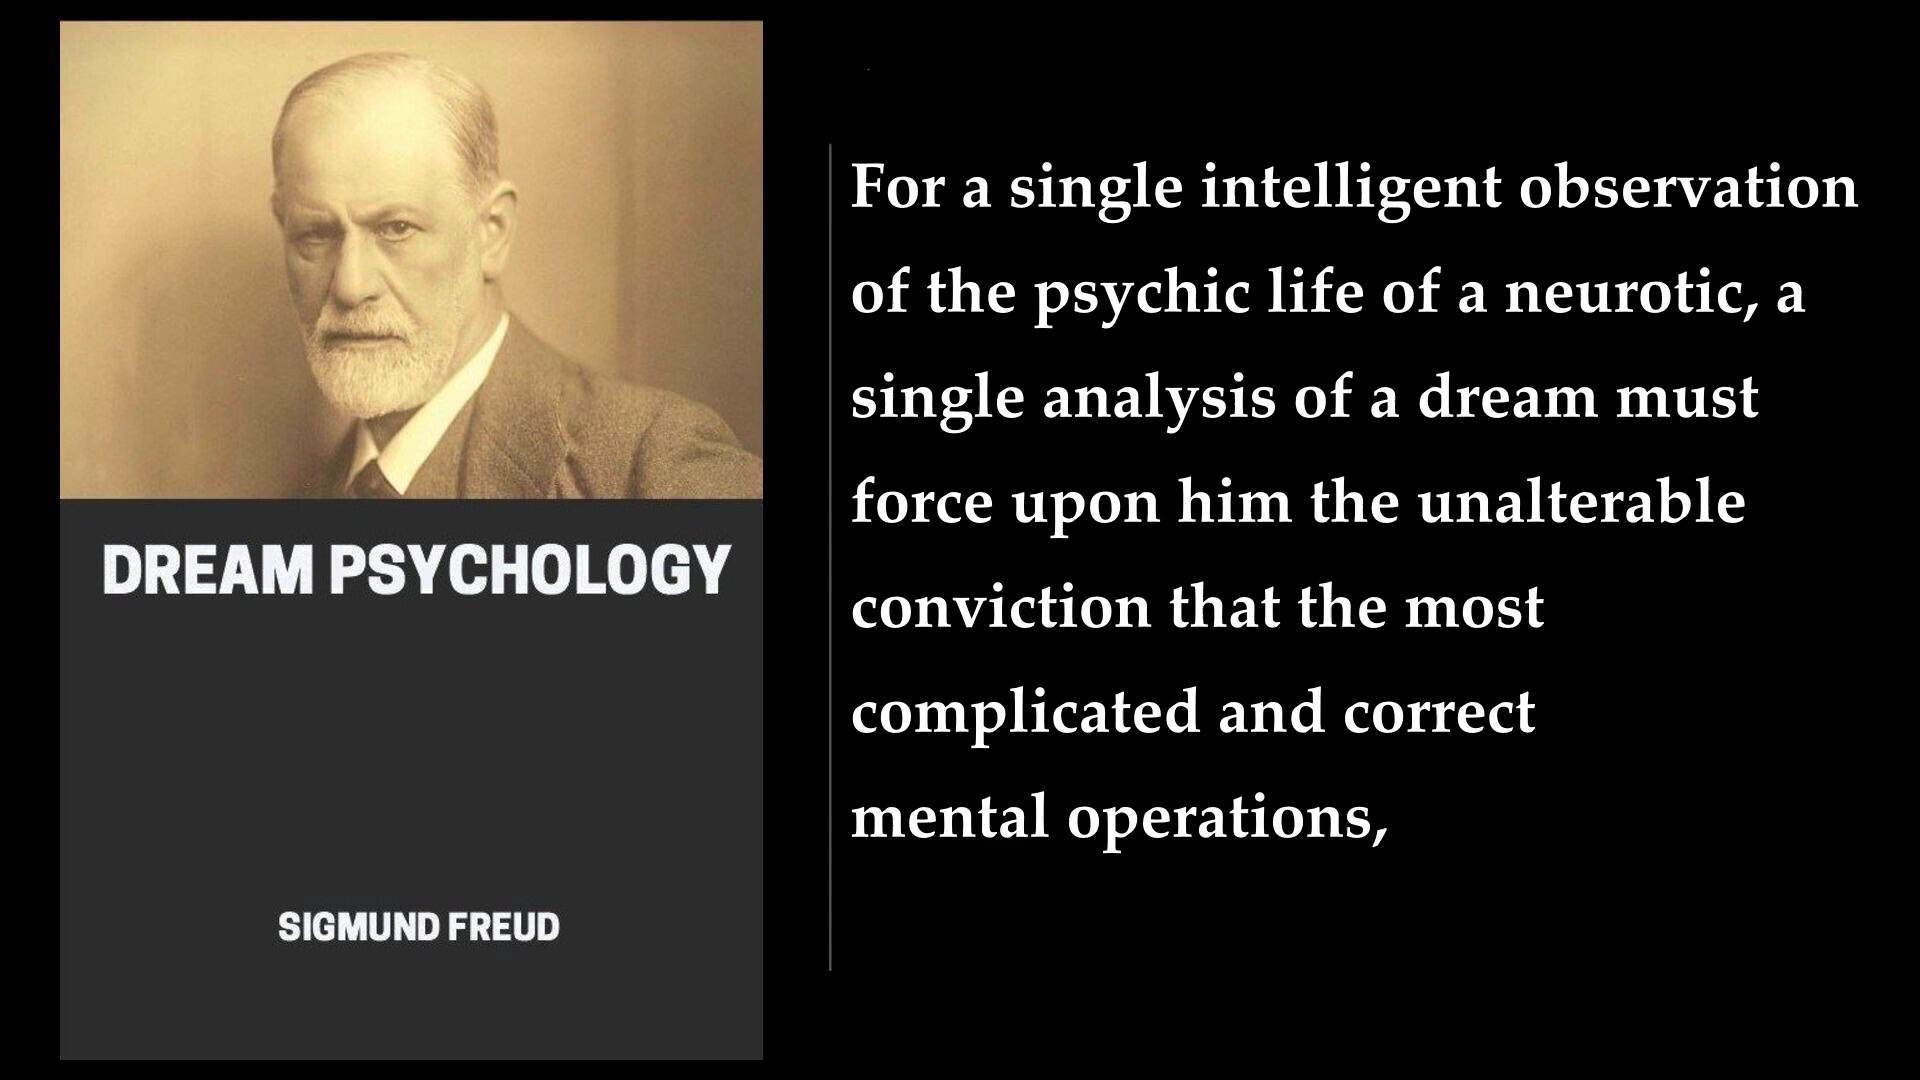 DREAM PSYCHOLOGY
SIGMUND FREUD
For a single intelligent observation
of the psychic life of a neurotic, a
single analysis of a dream must
force upon him the unalterable
conviction that the most
complicated and correct
mental operations,